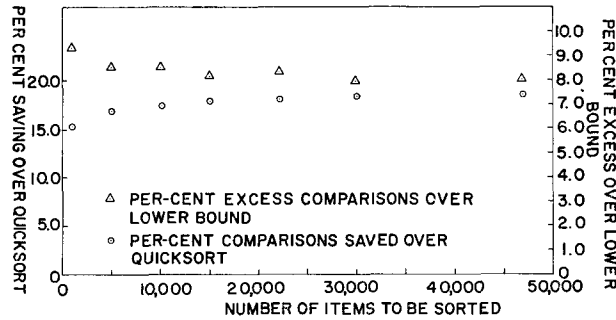 PER CENT SAVING OVER QUICKSORT
20.0
15.0
10.0
5.0
0
△ PER-CENT EXCESS COMPARISONS OVER
LOWER BOUND
⊙ PER-CENT COMPARISONS SAVED OVER
QUICKSORT
10.0
9.0
8.0
7.0
6.0
5.0
4.0
3.0
2.0
1.0
0
PER CENT EXCESS OVER LOWER
BOUND
0 10,000 20,000 30,000 40,000 50,000
NUMBER OF ITEMS TO BE SORTED